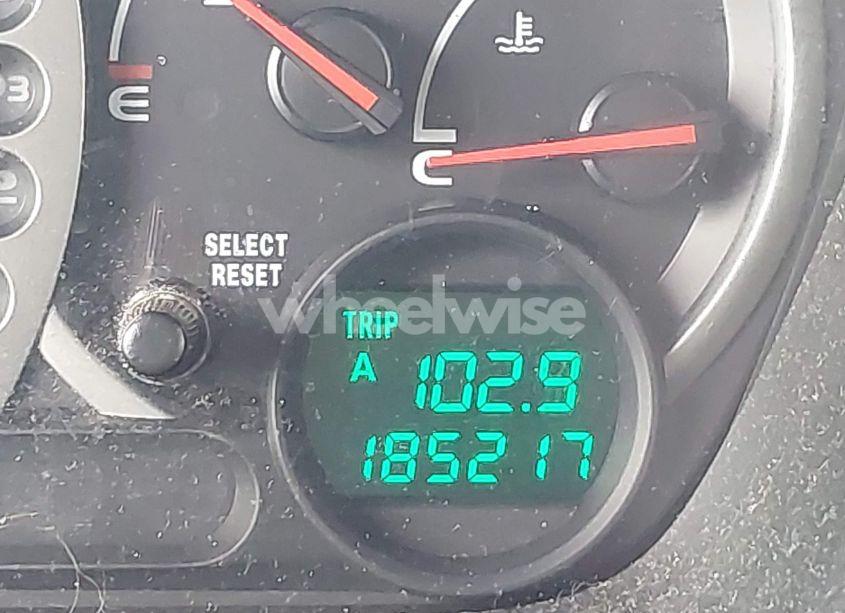 E
C
SELECT
RESET
wheelwise
TRIP
A 102.9
185217